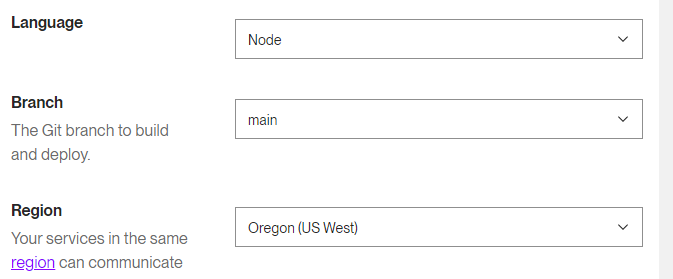 Language
Node
Branch
The Git branch to build
and deploy.
main
Region
Your services in the same
region can communicate
Oregon (US West)